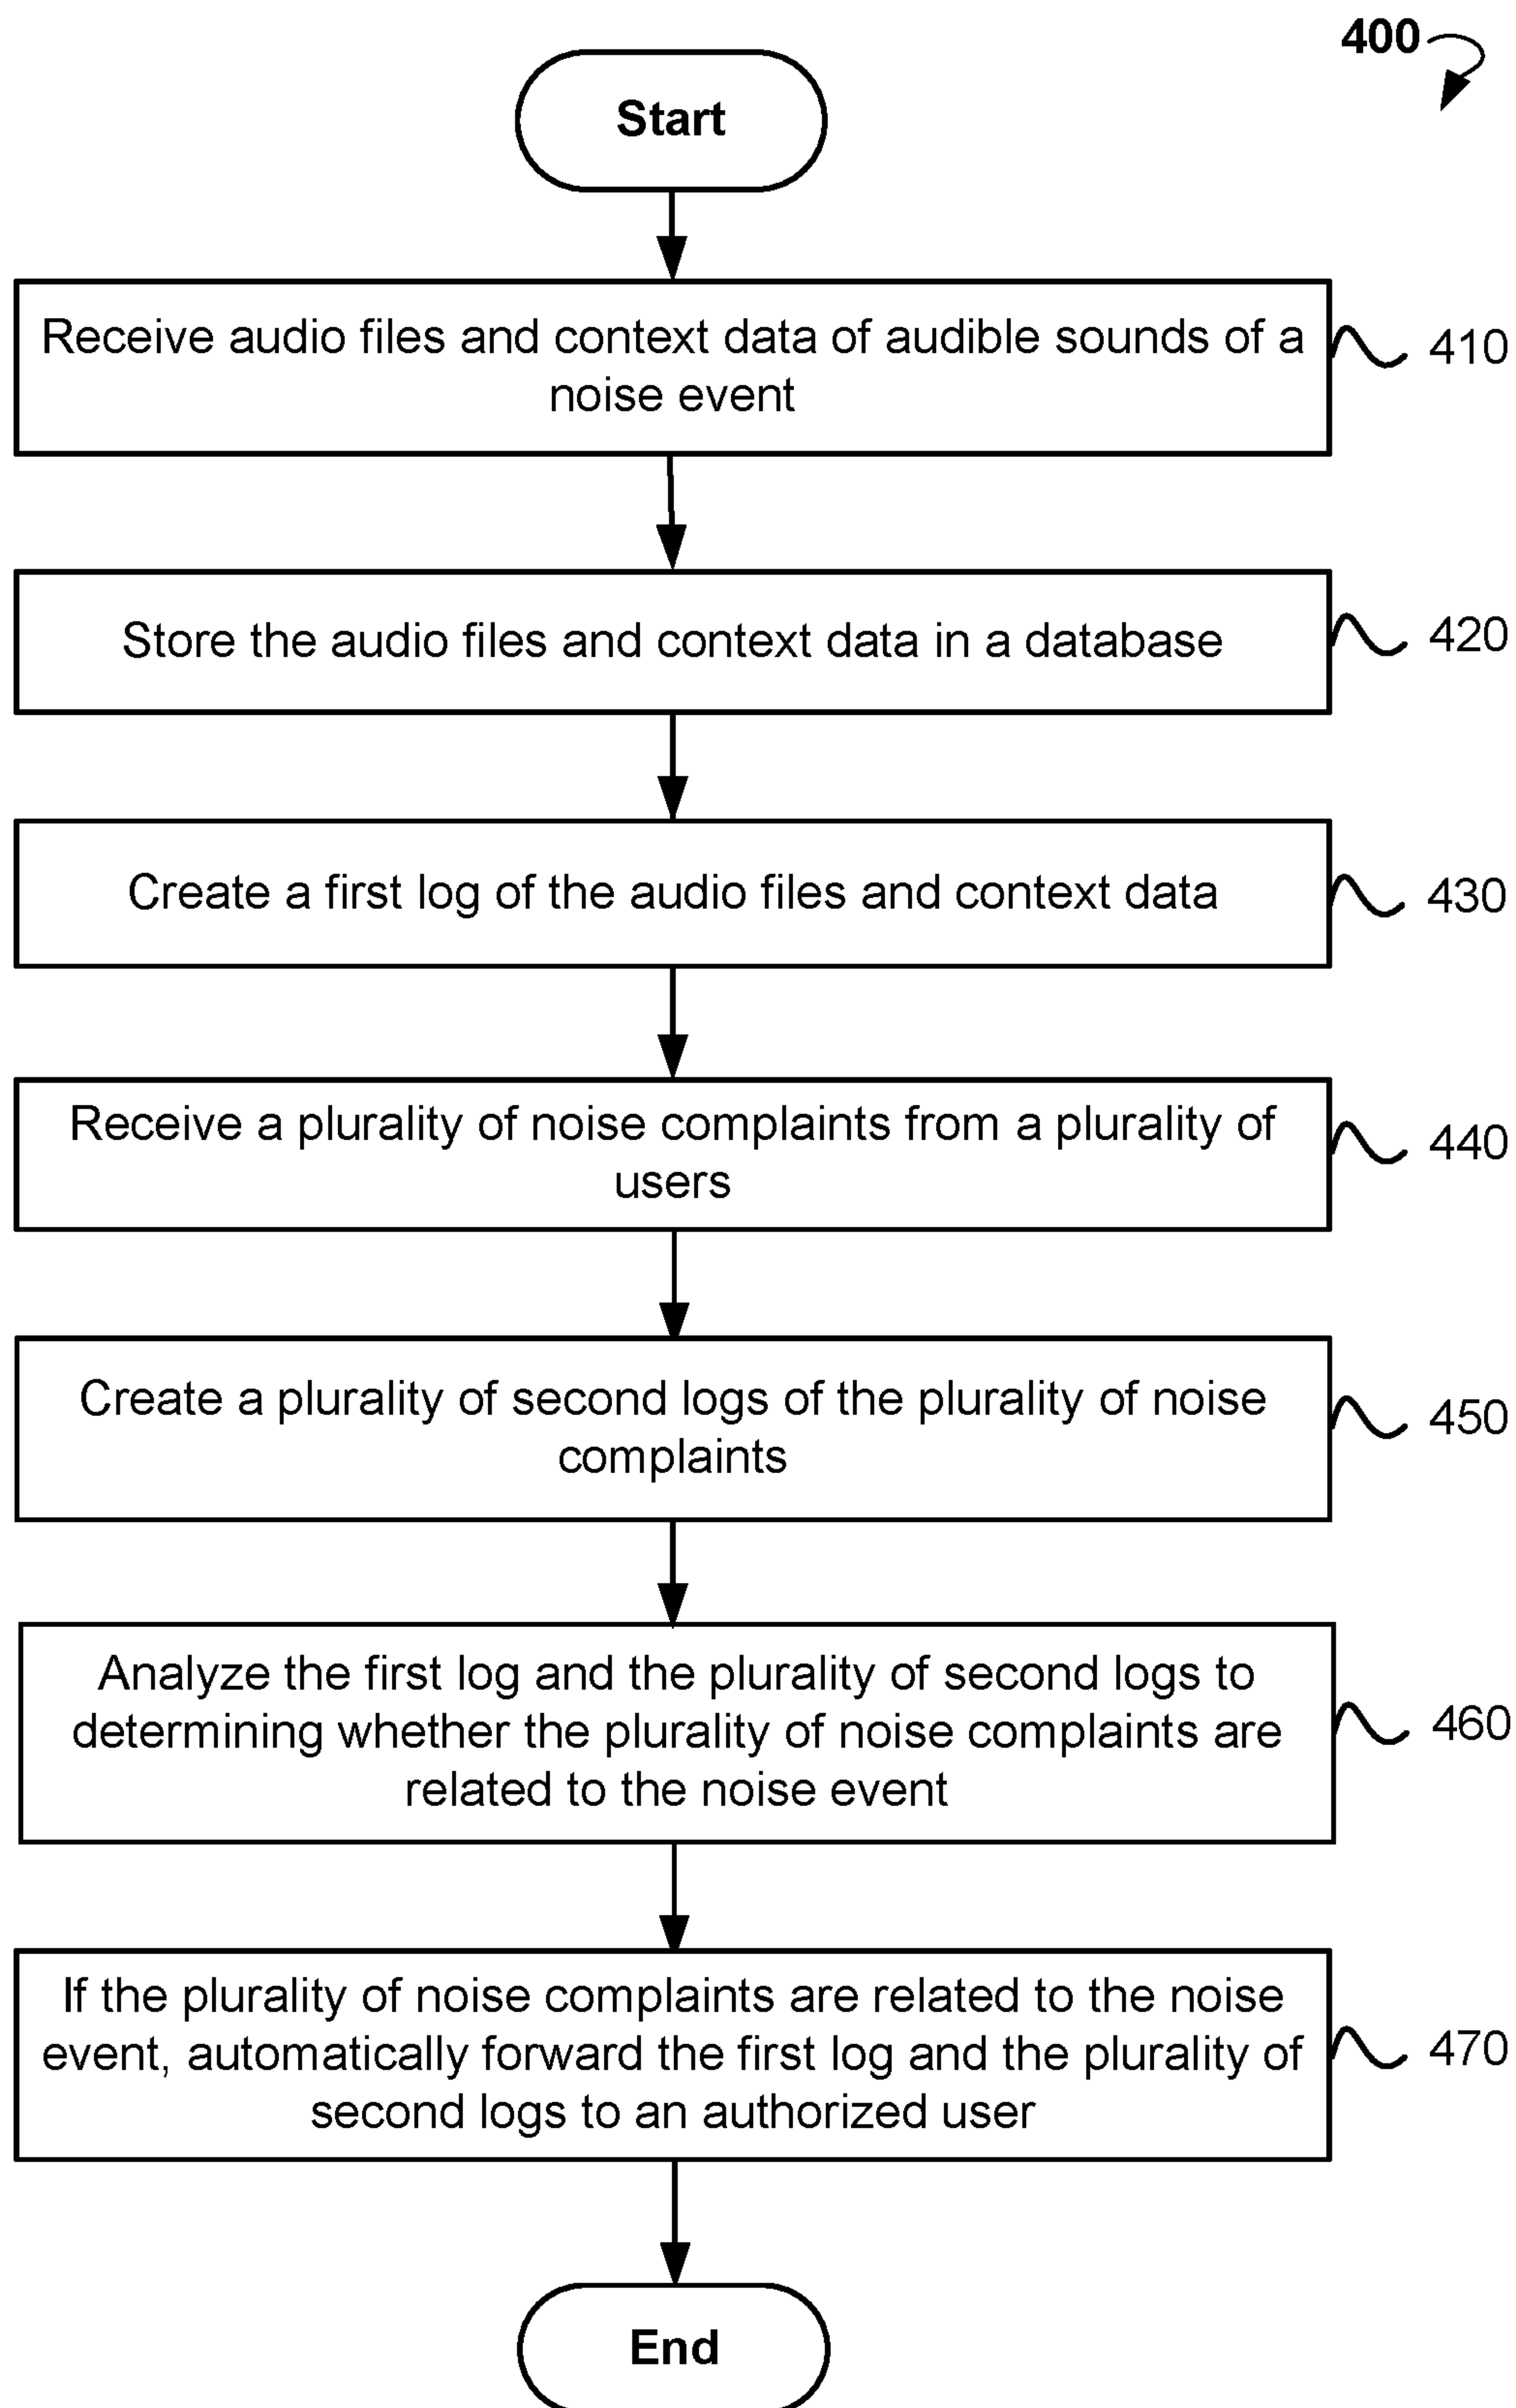 400
Start
Receive audio files and context data of audible sounds of a
noise event
410
Store the audio files and context data in a database
420
Create a first log of the audio files and context data
430
Receive a plurality of noise complaints from a plurality of
users
440
Create a plurality of second logs of the plurality of noise
complaints
450
Analyze the first log and the plurality of second logs to
determining whether the plurality of noise complaints are
related to the noise event
460
If the plurality of noise complaints are related to the noise
event, automatically forward the first log and the plurality of
second logs to an authorized user
470
End